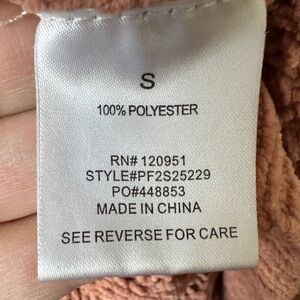 S
100% POLYESTER
RN# 120951
STYLE#PF2S25229
PO#448853
MADE IN CHINA
SEE REVERSE FOR CARE